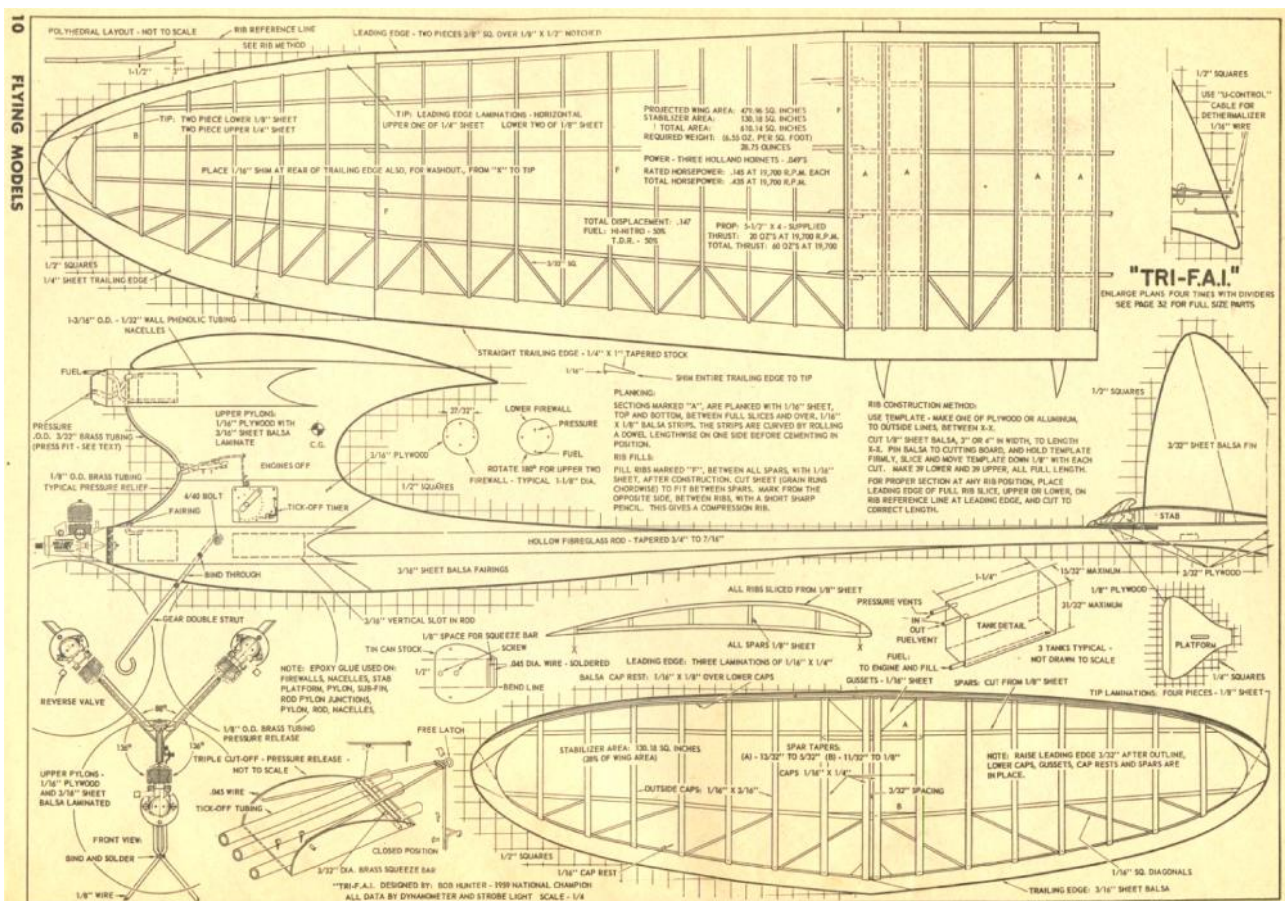 10 FLYING MODELS
POLYHEDRAL LAYOUT - NOT TO SCALE
RIB REFERENCE LINE
SEE RIB METHOD
1-1/2"
LEADING EDGE - TWO PIECES 3/8" SQ. OVER 1/8" X 1/2" NOTCHED
TIP: TWO PIECE LOWER 1/8" SHEET
TWO PIECE UPPER 1/4" SHEET
B
TIP: LEADING EDGE LAMINATIONS - HORIZONTAL
UPPER ONE OF 1/4" SHEET LOWER TWO OF 1/8" SHEET
PLACE 1/16" SHIM AT REAR OF TRAILING EDGE ALSO, FOR WASHOUT, FROM "X" TO TIP
F
F
F
X
PROJECTED WING AREA: 479.96 SQ. INCHES
STABILIZER AREA: 130.18 SQ. INCHES
TOTAL AREA: 610.14 SQ. INCHES
REQUIRED WEIGHT: (6.55 OZ. PER SQ. FOOT)
28.75 OUNCES
POWER - THREE HOLLAND HORNETS - .049'S
RATED HORSEPOWER: .145 AT 19,700 R.P.M. EACH
TOTAL HORSEPOWER: .435 AT 19,700 R.P.M.
TOTAL DISPLACEMENT: .147
FUEL: HI-NITRO - 50%
T.D.R. - 50%
PROP: 5-1/2" X 4 - SUPPLIED
THRUST: 20 OZ'S AT 19,700 R.P.M.
TOTAL THRUST: 60 OZ'S AT 19,700
A A A A
1/2" SQUARES
1/4" SHEET TRAILING EDGE
1/2" SQUARES
USE "U-CONTROL"
CABLE FOR
DETHERMALIZER
1/16" WIRE
"TRI-F.A.I."
ENLARGE PLANS FOUR TIMES WITH DIVIDERS
SEE PAGE 32 FOR FULL SIZE PARTS
1-3/16" O.D. - 1/32" WALL PHENOLIC TUBING
NACELLES
STRAIGHT TRAILING EDGE - 1/4" X 1" TAPERED STOCK
1/16"
SHIM ENTIRE TRAILING EDGE TO TIP
FUEL
PRESSURE
.O.D. 3/32" BRASS TUBING
(PRESS FIT - SEE TEXT)
UPPER PYLONS:
1/16" PLYWOOD WITH
3/16" SHEET BALSA
LAMINATE
C.G.
27/32"
LOWER FIREWALL
PRESSURE
FUEL
3/16" PLYWOOD
ROTATE 180° FOR UPPER TWO
FIREWALL - TYPICAL 1-1/8" DIA.
1/8" O.D. BRASS TUBING
TYPICAL PRESSURE RELIEF
ENGINES OFF
1/2" SQUARES
4/40 BOLT
FAIRING
TICK-OFF TIMER
PLANKING:
SECTIONS MARKED "A", ARE PLANKED WITH 1/16" SHEET,
TOP AND BOTTOM, BETWEEN FULL SLICES AND OVER, 1/16"
X 1/8" BALSA STRIPS. THE STRIPS ARE CURVED BY ROLLING
A DOWEL LENGTHWISE ON ONE SIDE BEFORE CEMENTING IN
POSITION.
RIB FILLS:
FILL RIBS MARKED "F", BETWEEN ALL SPARS, WITH 1/16"
SHEET, AFTER CONSTRUCTION. CUT SHEET (GRAIN RUNS
CHORDWISE) TO FIT BETWEEN SPARS. MARK FROM THE
OPPOSITE SIDE, BETWEEN RIBS, WITH A SHORT SHARP
PENCIL. THIS GIVES A COMPRESSION RIB.
RIB CONSTRUCTION METHOD:
USE TEMPLATE - MAKE ONE OF PLYWOOD OR ALUMINUM,
TO OUTSIDE LINES, BETWEEN X-X.
CUT 1/8" SHEET BALSA, 3" OR 4" IN WIDTH, TO LENGTH
X-X. PIN BALSA TO CUTTING BOARD, AND HOLD TEMPLATE
FIRMLY, SLICE AND MOVE TEMPLATE DOWN 1/8" WITH EACH
CUT. MAKE 39 LOWER AND 39 UPPER, ALL FULL LENGTH.
FOR PROPER SECTION AT ANY RIB POSITION, PLACE
LEADING EDGE OF FULL RIB SLICE, UPPER OR LOWER, ON
RIB REFERENCE LINE AT LEADING EDGE, AND CUT TO
CORRECT LENGTH.
1/2" SQUARES
3/32" SHEET BALSA FIN
STAB
HOLLOW FIBREGLASS ROD - TAPERED 3/4" TO 7/16"
3/16" SHEET BALSA FAIRINGS
BIND THROUGH
GEAR DOUBLE STRUT
3/16" VERTICAL SLOT IN ROD
3/32" PLYWOOD
1/8" PLYWOOD
PLATFORM
1/4" SQUARES
ALL RIBS SLICED FROM 1/8" SHEET
ALL SPARS 1/8" SHEET
X X
PRESSURE VENTS
IN
OUT
FUEL VENT
1-1/4"
15/32" MAXIMUM
31/32" MAXIMUM
TANK DETAIL
FUEL:
TO ENGINE AND FILL
3 TANKS TYPICAL -
NOT DRAWN TO SCALE
REVERSE VALVE
88°
136° 136°
1/8" O.D. BRASS TUBING
PRESSURE RELEASE
NOTE: EPOXY GLUE USED ON:
FIREWALLS, NACELLES, STAB
PLATFORM, PYLON, SUB-FIN,
ROD PYLON JUNCTIONS,
PYLON, ROD, NACELLES,
1/8" SPACE FOR SQUEEZE BAR
TIN CAN STOCK
SCREW
1/2"
.045 DIA. WIRE - SOLDERED
BEND LINE
UPPER PYLONS -
1/16" PLYWOOD
AND 3/16" SHEET
BALSA LAMINATED
FRONT VIEW:
BIND AND SOLDER
1/8" WIRE
TRIPLE CUT-OFF - PRESSURE RELEASE -
NOT TO SCALE
FREE LATCH
.045 WIRE
TICK-OFF TUBING
CLOSED POSITION
3/32" DIA. BRASS SQUEEZE BAR
LEADING EDGE: THREE LAMINATIONS OF 1/16" X 1/4"
BALSA CAP REST: 1/16" X 1/8" OVER LOWER CAPS
GUSSETS - 1/16" SHEET
SPARS: CUT FROM 1/8" SHEET
TIP LAMINATIONS: FOUR PIECES - 1/8" SHEET
STABILIZER AREA: 130.18 SQ. INCHES
(28% OF WING AREA)
SPAR TAPERS:
(A) - 13/32" TO 5/32" (B) - 11/32" TO 1/8"
CAPS 1/16" X 1/4"
OUTSIDE CAPS: 1/16" X 3/16"
3/32" SPACING
A
B
NOTE: RAISE LEADING EDGE 3/32" AFTER OUTLINE,
LOWER CAPS, GUSSETS, CAP RESTS AND SPARS ARE
IN PLACE.
1/2" SQUARES
1/16" CAP REST
1/16" SQ. DIAGONALS
TRAILING EDGE: 3/16" SHEET BALSA
"TRI-F.A.I. DESIGNED BY: BOB HUNTER - 1959 NATIONAL CHAMPION
ALL DATA BY DYNAMOMETER AND STROBE LIGHT SCALE - 1/4